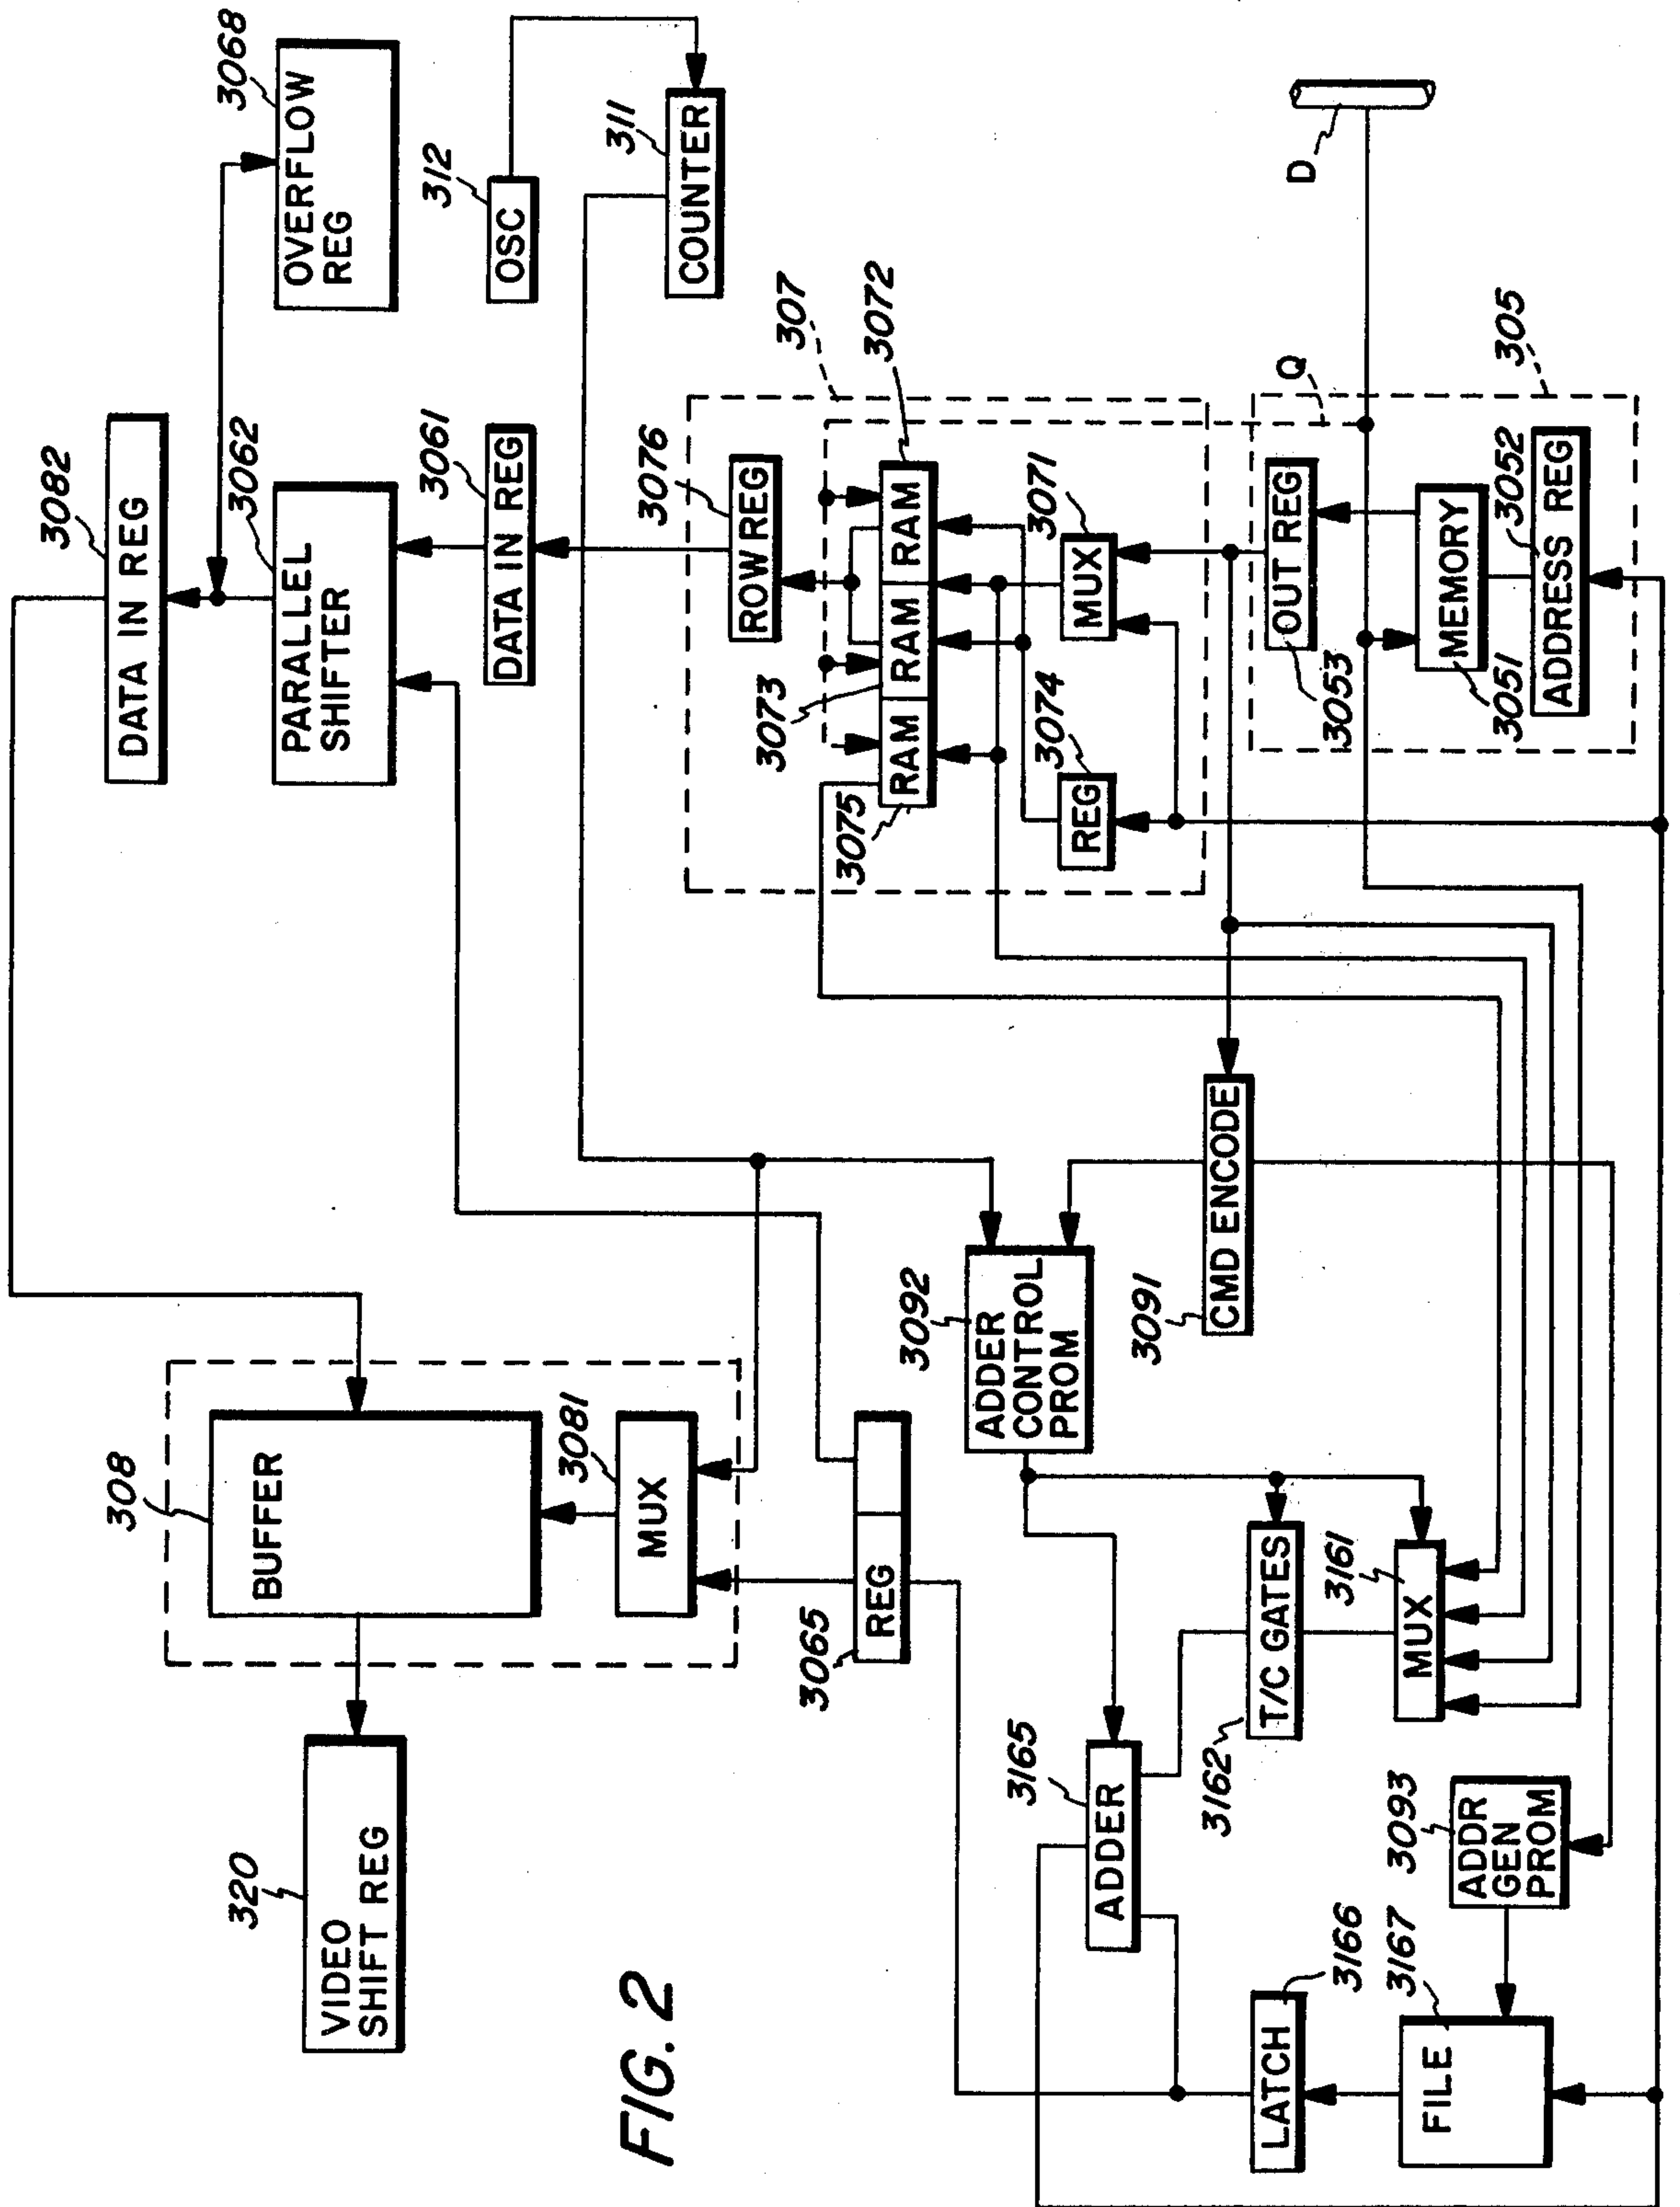 3082
DATA IN REG
3062
PARALLEL
SHIFTER
3068
OVERFLOW
REG
312
OSC
311
COUNTER
3061
DATA IN REG
3076
ROW REG
307
3072
3073
3075
RAM
RAM
RAM
3071
MUX
3074
REG
Q
D
305
3053
OUT REG
3051
MEMORY
3052
ADDRESS REG
308
BUFFER
3081
MUX
320
VIDEO
SHIFT REG
3065
REG
3092
ADDER
CONTROL
PROM
3091
CMD ENCODE
3165
ADDER
3162
T/C GATES
3161
MUX
3093
ADDR
GEN
PROM
3166
LATCH
3167
FILE
FIG. 2